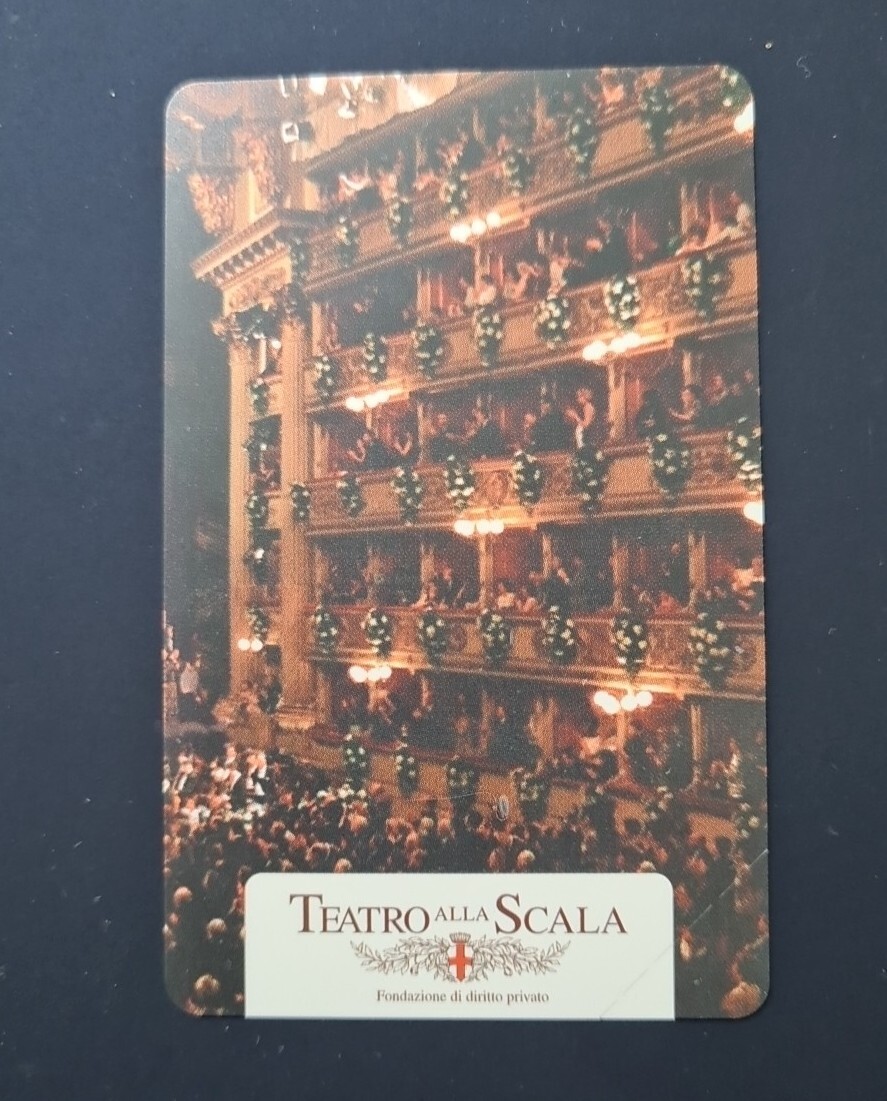 TEATRO ALLA SCALA
Fondazione di diritto privato